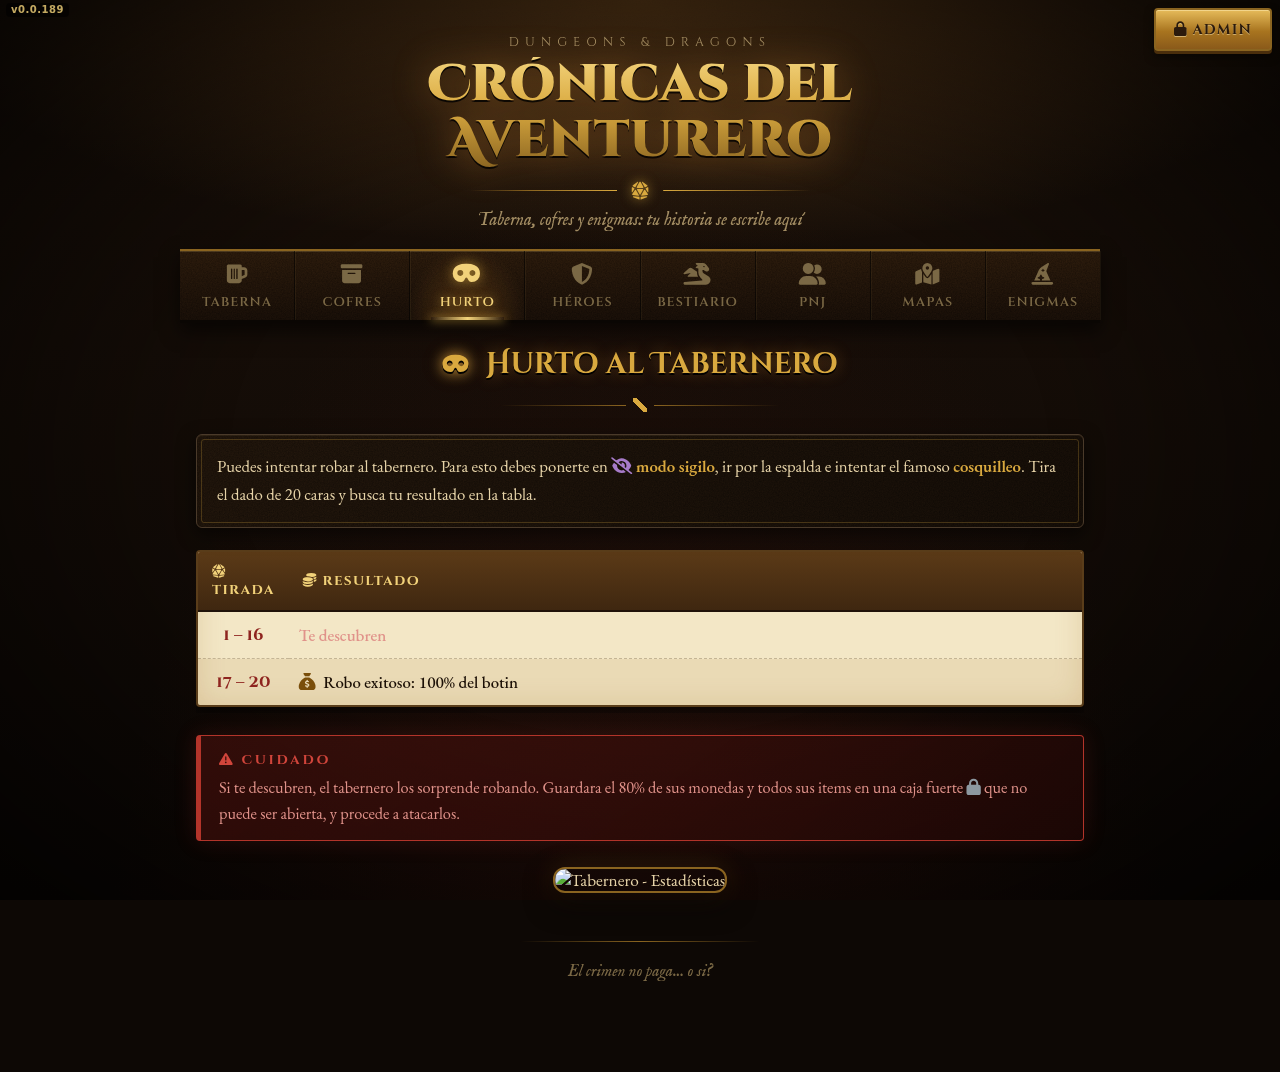 v0.0.189
ADMIN
DUNGEONS & DRAGONS
CRÓNICAS DEL
AVENTURERO
Taberna, cofres y enigmas: tu historia se escribe aquí
TABERNA COFRES HURTO HÉROES BESTIARIO PNJ MAPAS ENIGMAS
HURTO AL TABERNERO
Puedes intentar robar al tabernero. Para esto debes ponerte en modo sigilo, ir por la espalda e intentar el famoso cosquilleo. Tira
el dado de 20 caras y busca tu resultado en la tabla.
TIRADA RESULTADO
1 – 16 Te descubren
17 – 20 Robo exitoso: 100% del botin
CUIDADO
Si te descubren, el tabernero los sorprende robando. Guardara el 80% de sus monedas y todos sus items en una caja fuerte que no
puede ser abierta, y procede a atacarlos.
Tabernero - Estadísticas
El crimen no paga... o si?